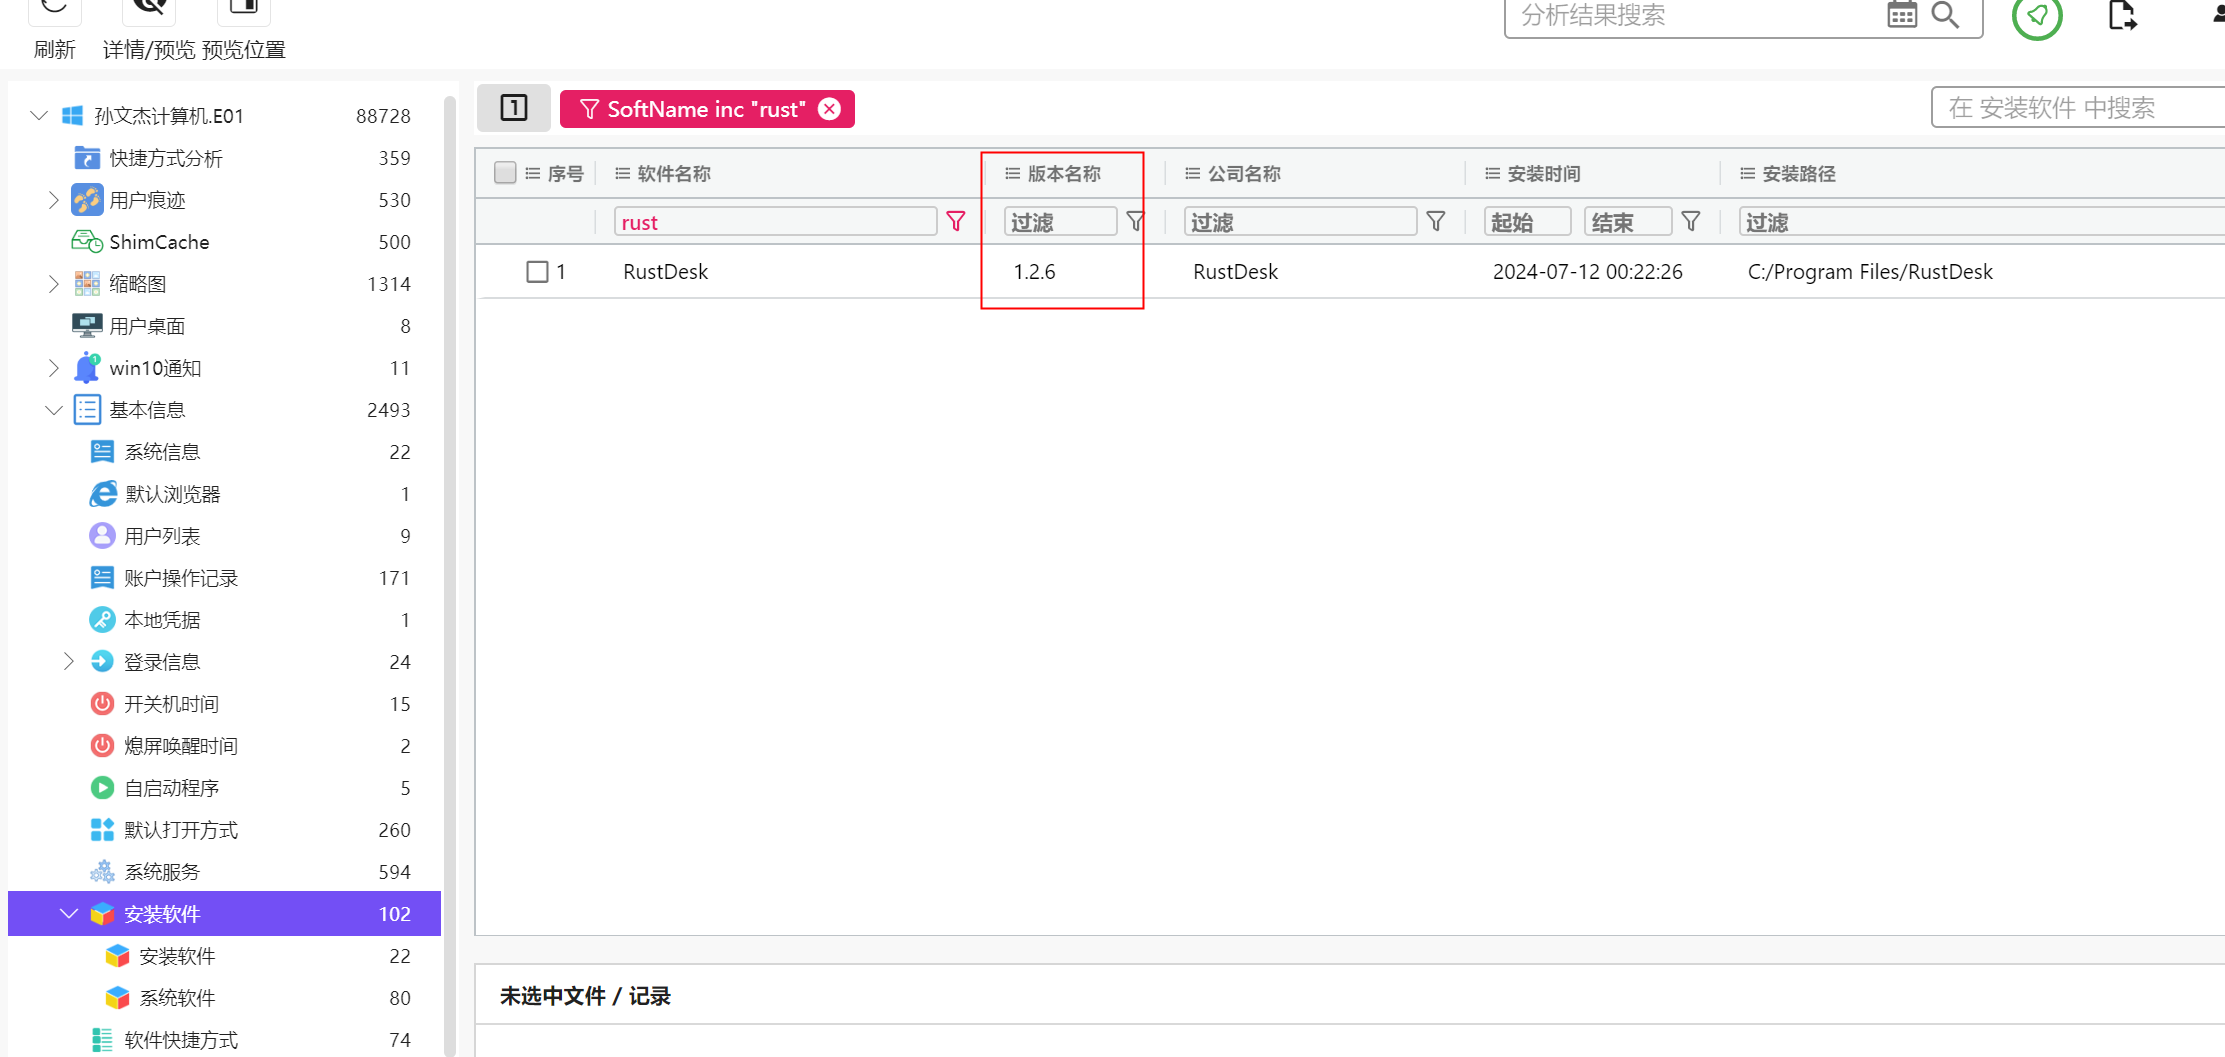 刷新
详情/预览
预览位置
分析结果搜索
孙文杰计算机.E01 88728
快捷方式分析 359
用户痕迹 530
ShimCache 500
缩略图 1314
用户桌面 8
win10通知 11
基本信息 2493
系统信息 22
默认浏览器 1
用户列表 9
账户操作记录 171
本地凭据 1
登录信息 24
开关机时间 15
熄屏唤醒时间 2
自启动程序 5
默认打开方式 260
系统服务 594
安装软件 102
安装软件 22
系统软件 80
软件快捷方式 74
1 SoftName inc "rust"
在 安装软件 中搜索
序号 软件名称 版本名称 公司名称 安装时间 安装路径
rust 过滤 过滤 起始 结束 过滤
1 RustDesk 1.2.6 RustDesk 2024-07-12 00:22:26 C:/Program Files/RustDesk
未选中文件 / 记录